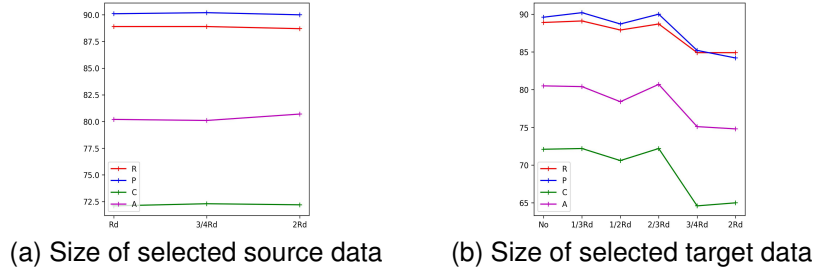 90.0
87.5
85.0
82.5
80.0
77.5
75.0
72.5
R
P
C
A
Rd 3/4Rd 2Rd
(a) Size of selected source data
90
85
80
75
70
65
R
P
C
A
No 1/3Rd 1/2Rd 2/3Rd 3/4Rd 2Rd
(b) Size of selected target data